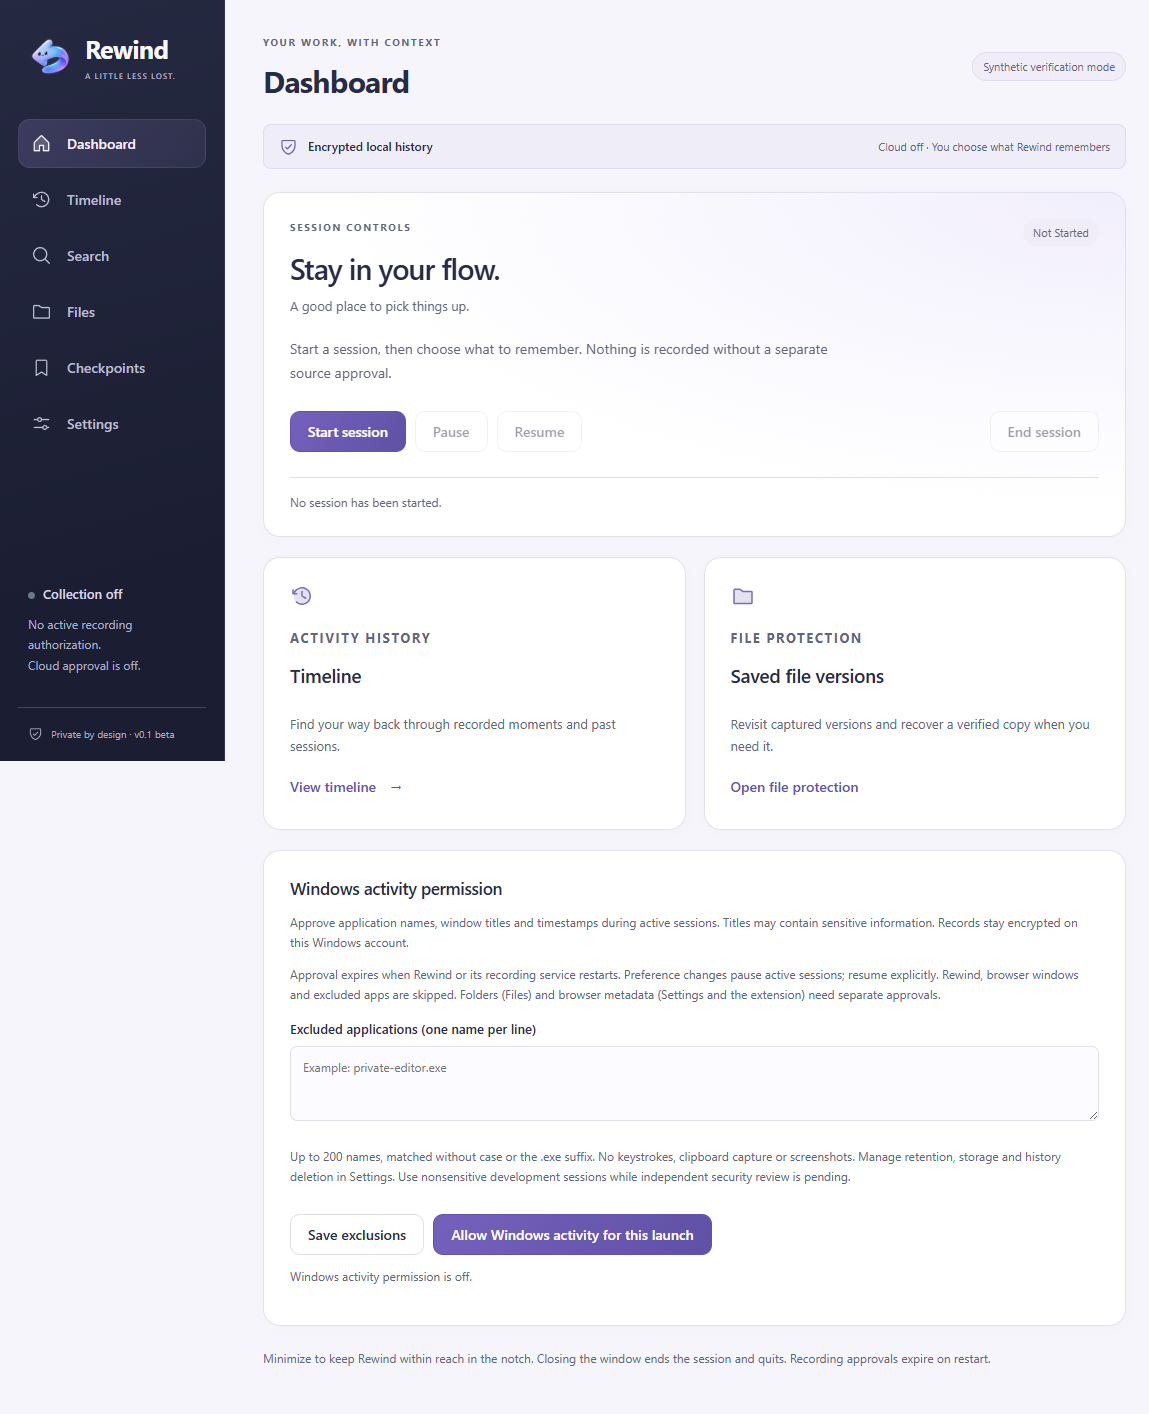 Rewind
A LITTLE LESS LOST.
Dashboard
Timeline
Search
Files
Checkpoints
Settings
Collection off
No active recording
authorization.
Cloud approval is off.
Private by design · v0.1 beta
YOUR WORK, WITH CONTEXT
Dashboard
Synthetic verification mode
Encrypted local history
Cloud off · You choose what Rewind remembers
SESSION CONTROLS
Not Started
Stay in your flow.
A good place to pick things up.
Start a session, then choose what to remember. Nothing is recorded without a separate
source approval.
Start session
Pause
Resume
End session
No session has been started.
ACTIVITY HISTORY
Timeline
Find your way back through recorded moments and past
sessions.
View timeline →
FILE PROTECTION
Saved file versions
Revisit captured versions and recover a verified copy when you
need it.
Open file protection
Windows activity permission
Approve application names, window titles and timestamps during active sessions. Titles may contain sensitive information. Records stay encrypted on
this Windows account.
Approval expires when Rewind or its recording service restarts. Preference changes pause active sessions; resume explicitly. Rewind, browser windows
and excluded apps are skipped. Folders (Files) and browser metadata (Settings and the extension) need separate approvals.
Excluded applications (one name per line)
Example: private-editor.exe
Up to 200 names, matched without case or the .exe suffix. No keystrokes, clipboard capture or screenshots. Manage retention, storage and history
deletion in Settings. Use nonsensitive development sessions while independent security review is pending.
Save exclusions
Allow Windows activity for this launch
Windows activity permission is off.
Minimize to keep Rewind within reach in the notch. Closing the window ends the session and quits. Recording approvals expire on restart.